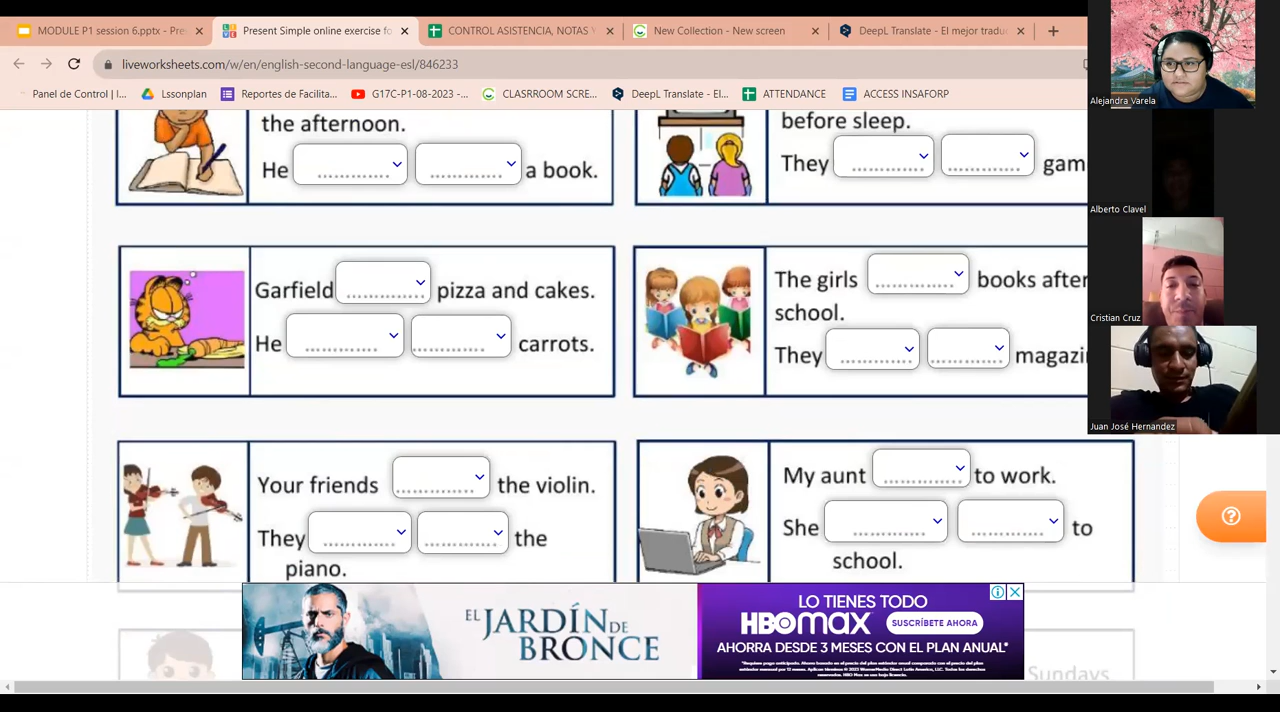 MODULE P1 session 6.pptx - Pre
Present Simple online exercise fo
CONTROL ASISTENCIA, NOTAS Y
New Collection - New screen
DeepL Translate - El mejor tradu
liveworksheets.com/w/en/english-second-language-esl/846233
Panel de Control | I...
Lssonplan
Reportes de Facilita...
G17C-P1-08-2023 -...
CLASSROOM SCRE...
DeepL Translate - El...
ATTENDANCE
ACCESS INSAFORP
the afternoon.
He ............ ............ a book.
before sleep.
They ............ ............ gam
Garfield ............ pizza and cakes.
He ............ ............ carrots.
The girls ............ books after
school.
They ............ ............ magazi
Your friends ............ the violin.
They ............ ............ the
piano.
My aunt ............ to work.
She ............ ............ to
school.
Sundays
EL JARDÍN DE
BRONCE
LO TIENES TODO
HBOmax
SUSCRÍBETE AHORA
AHORRA DESDE 3 MESES CON EL PLAN ANUAL*
Alejandra Varela
Alberto Clavel
Cristian Cruz
Juan José Hernandez